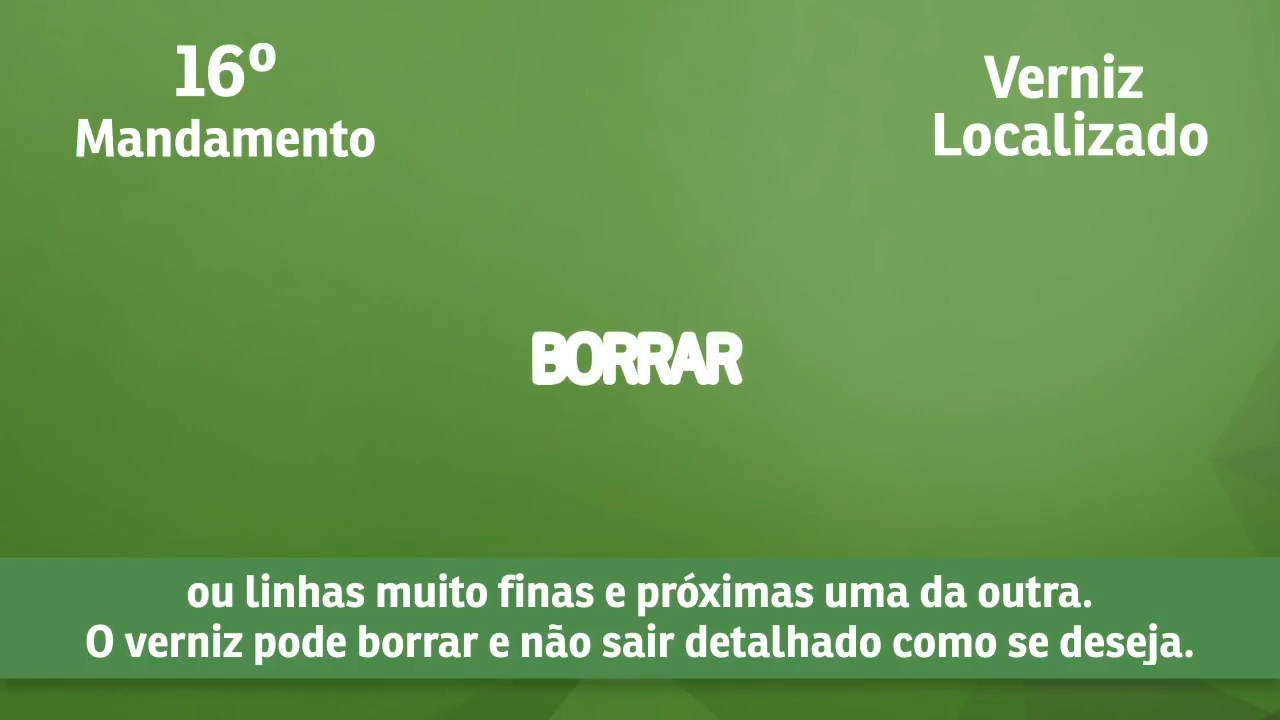 16º
Mandamento
Verniz
Localizado
BORRAR
ou linhas muito finas e próximas uma da outra.
O verniz pode borrar e não sair detalhado como se deseja.